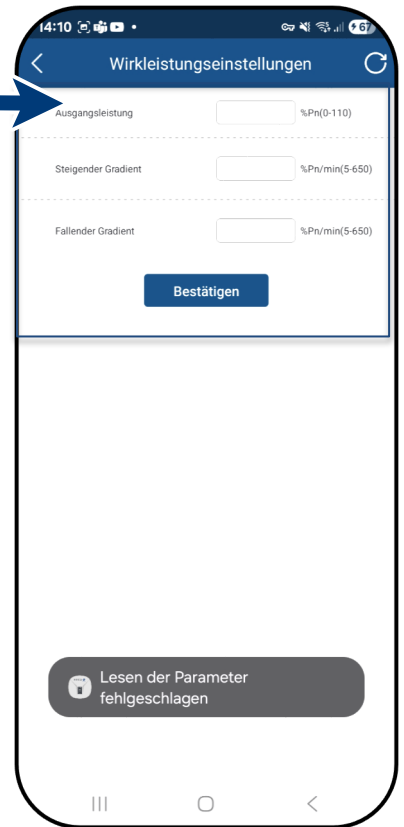 14:10
67
Wirkleistungseinstellungen
Ausgangsleistung %Pn(0-110)
Steigender Gradient %Pn/min(5-650)
Fallender Gradient %Pn/min(5-650)
Bestätigen
Lesen der Parameter
fehlgeschlagen